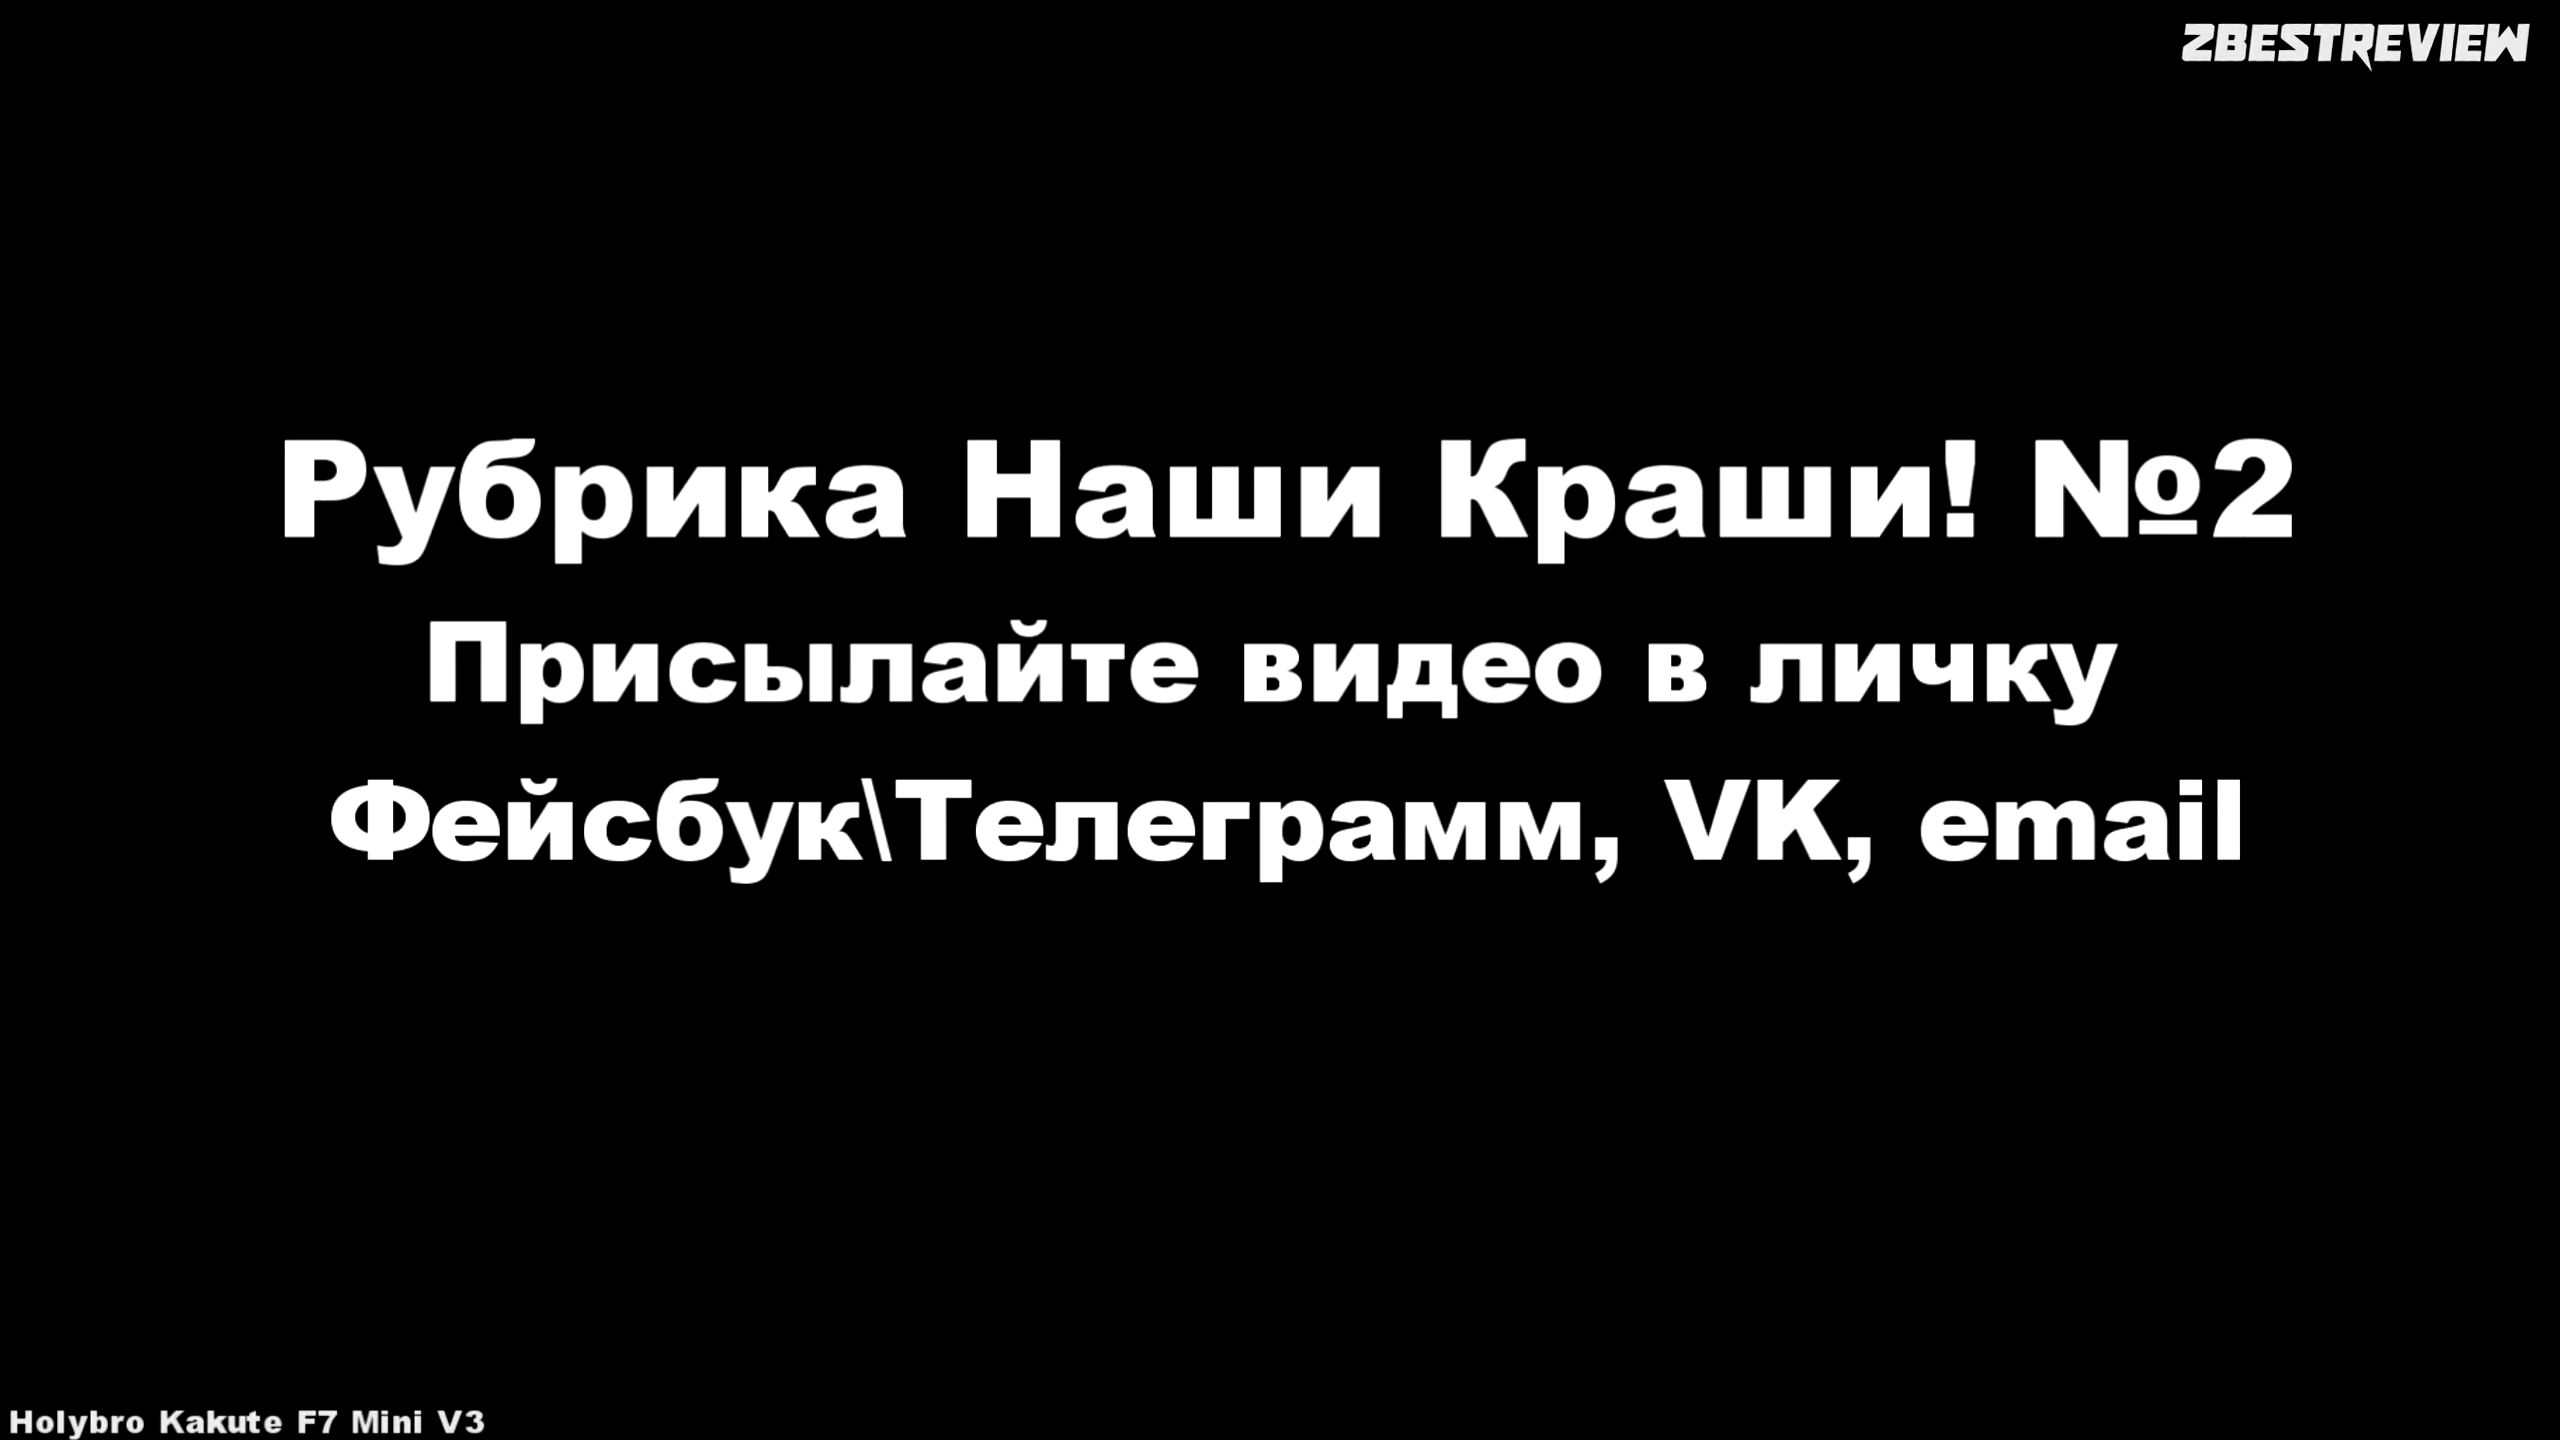 2BESTREVIEW
Рубрика Наши Краши! №2
Присылайте видео в личку
Фейсбук\Телеграмм, VK, email
Holybro Kakute F7 Mini V3